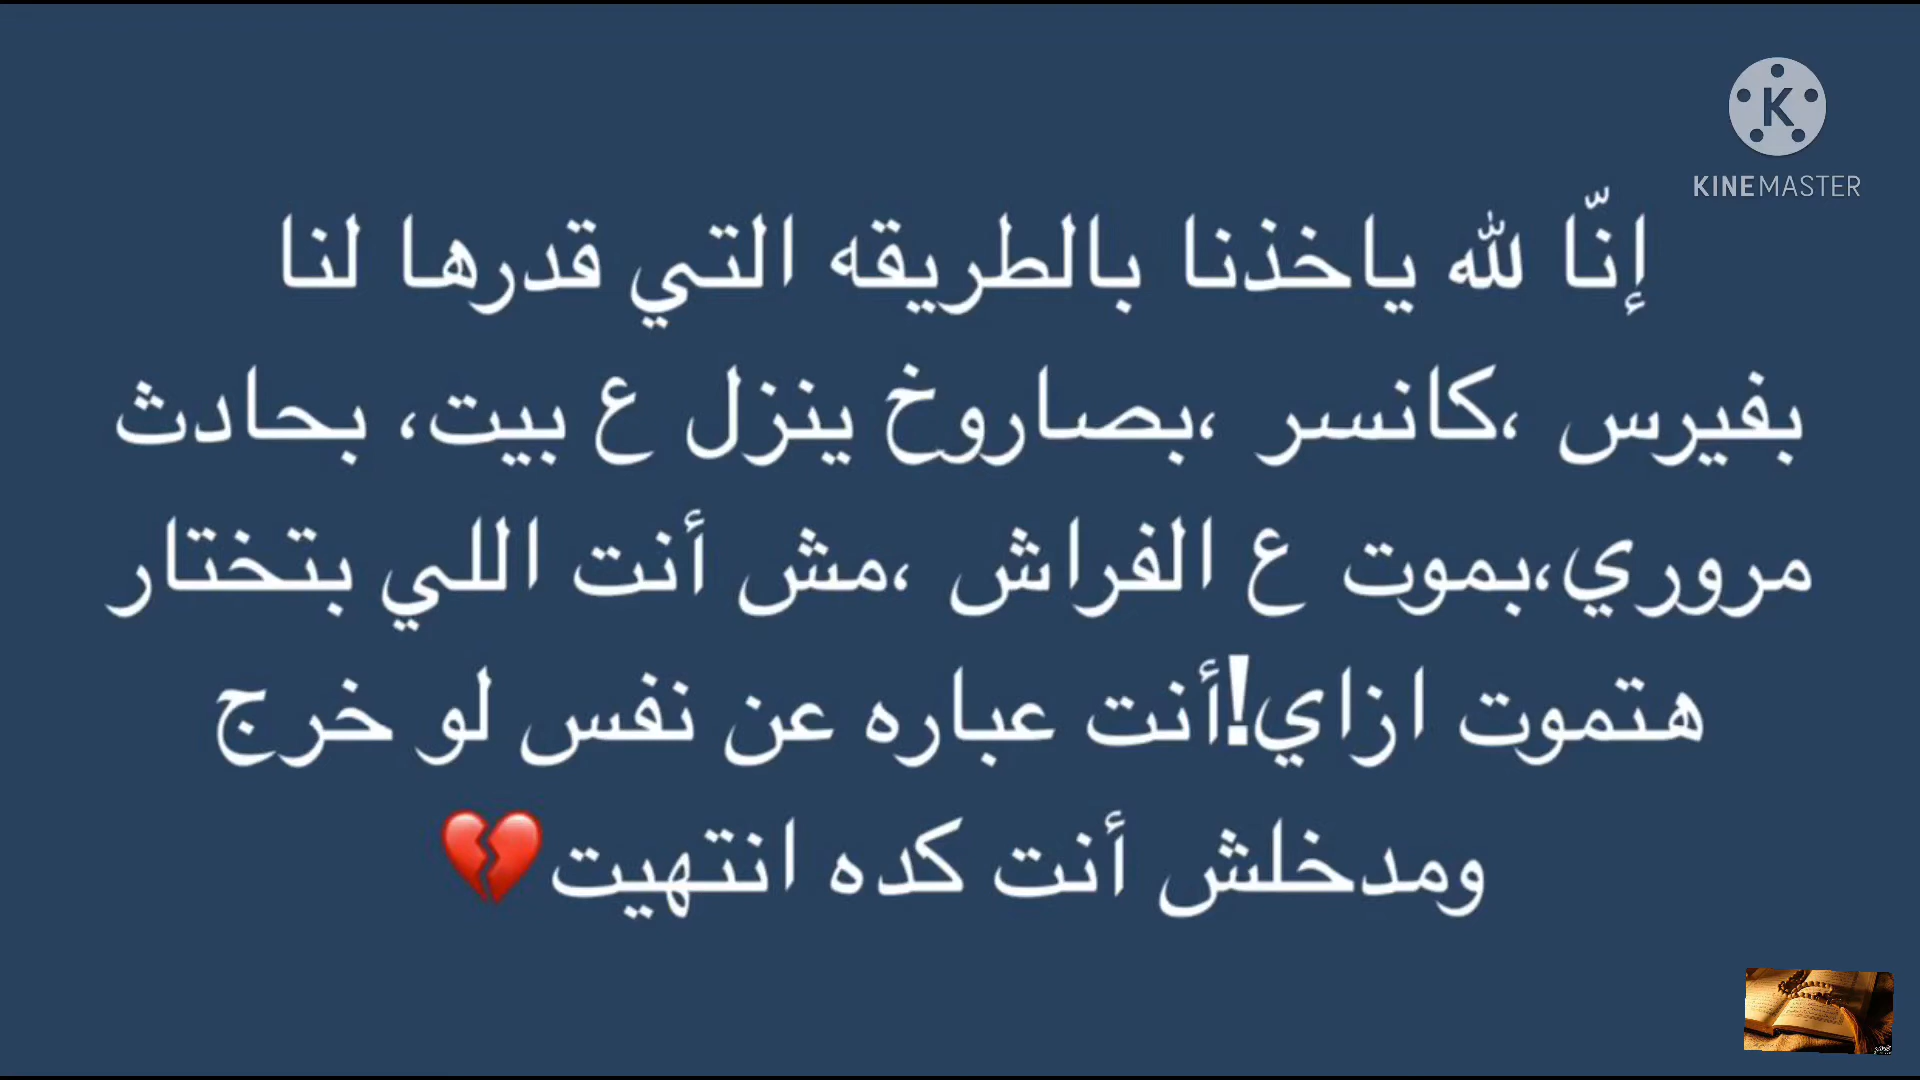 KINEMASTER
إنّا لله ياخذنا بالطريقه التي قدرها لنا
بفيرس ،كانسر ،بصاروخ ينزل ع بيت، بحادث
مروري،بموت ع الفراش ،مش أنت اللي بتختار
هتموت ازاي!أنت عباره عن نفس لو خرج
ومدخلش أنت كده انتهيت💔